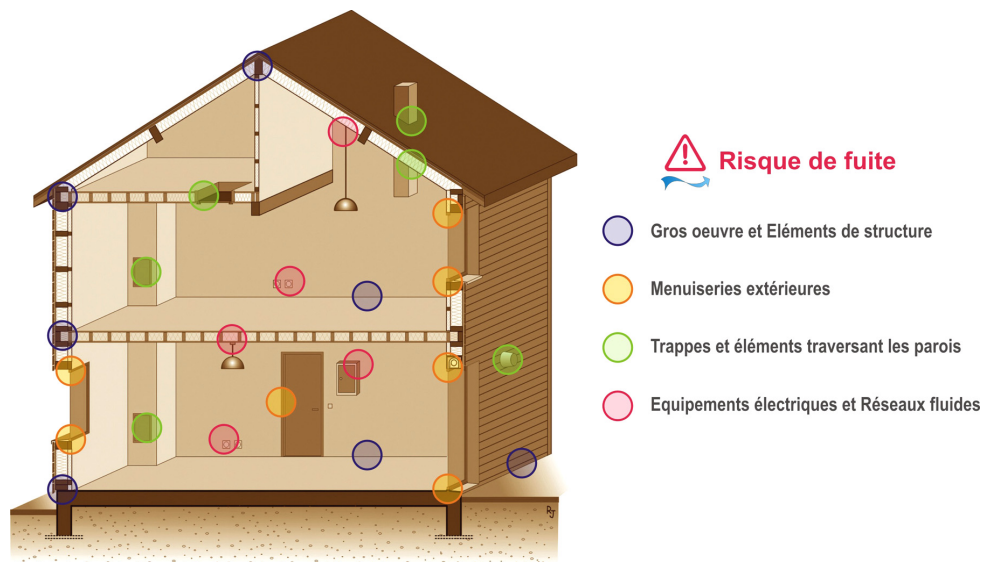 Risque de fuite
Gros oeuvre et Eléments de structure
Menuiseries extérieures
Trappes et éléments traversant les parois
Equipements électriques et Réseaux fluides
RJ